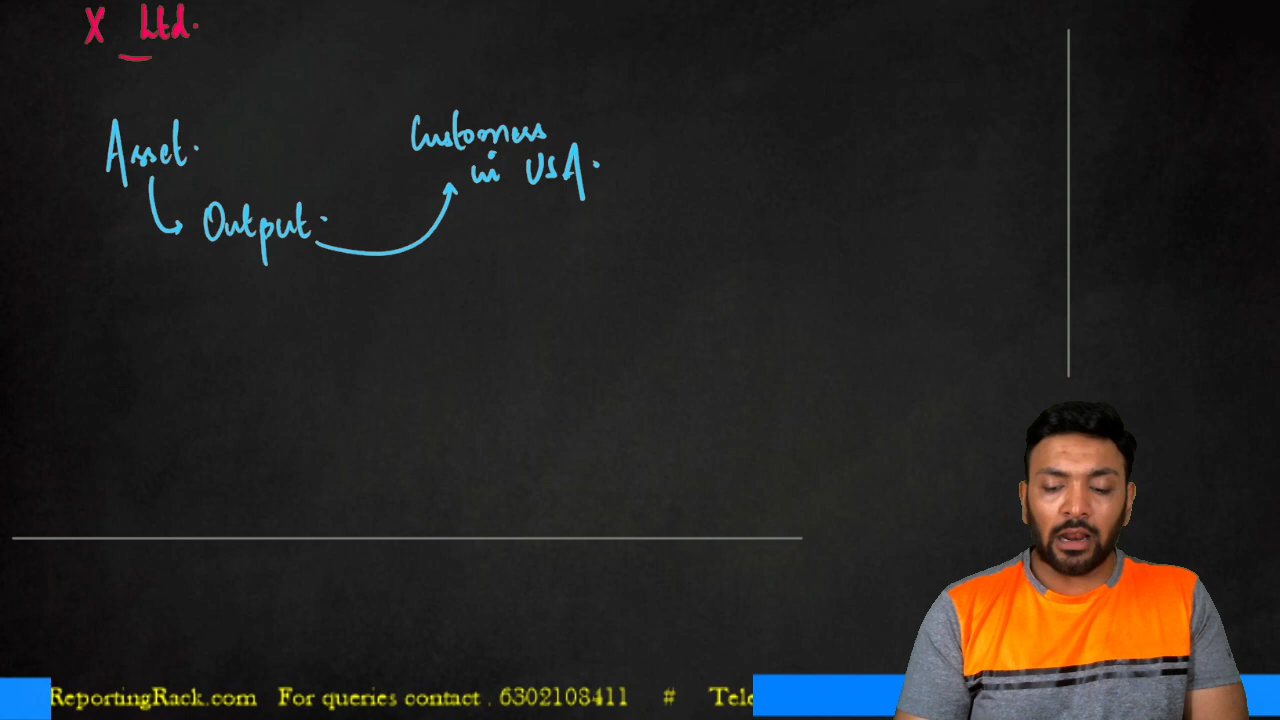 X Ltd.
Asset.
Customers
in USA.
Output.
ReportingRack.com For queries contact . 6302108411 # Tele